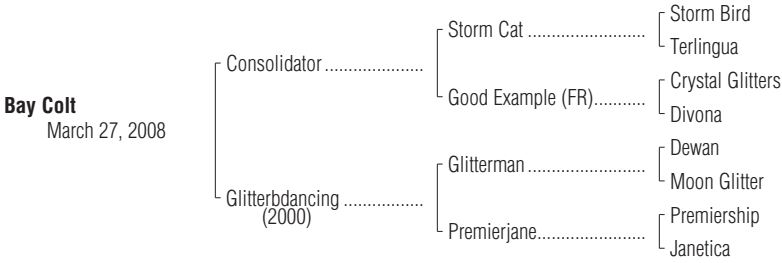 Bay Colt
March 27, 2008
Consolidator ....................
Glitterbdancing .................
(2000)
Storm Cat .........................
Good Example (FR)...........
Glitterman .........................
Premierjane.......................
Storm Bird
Terlingua
Crystal Glitters
Divona
Dewan
Moon Glitter
Premiership
Janetica